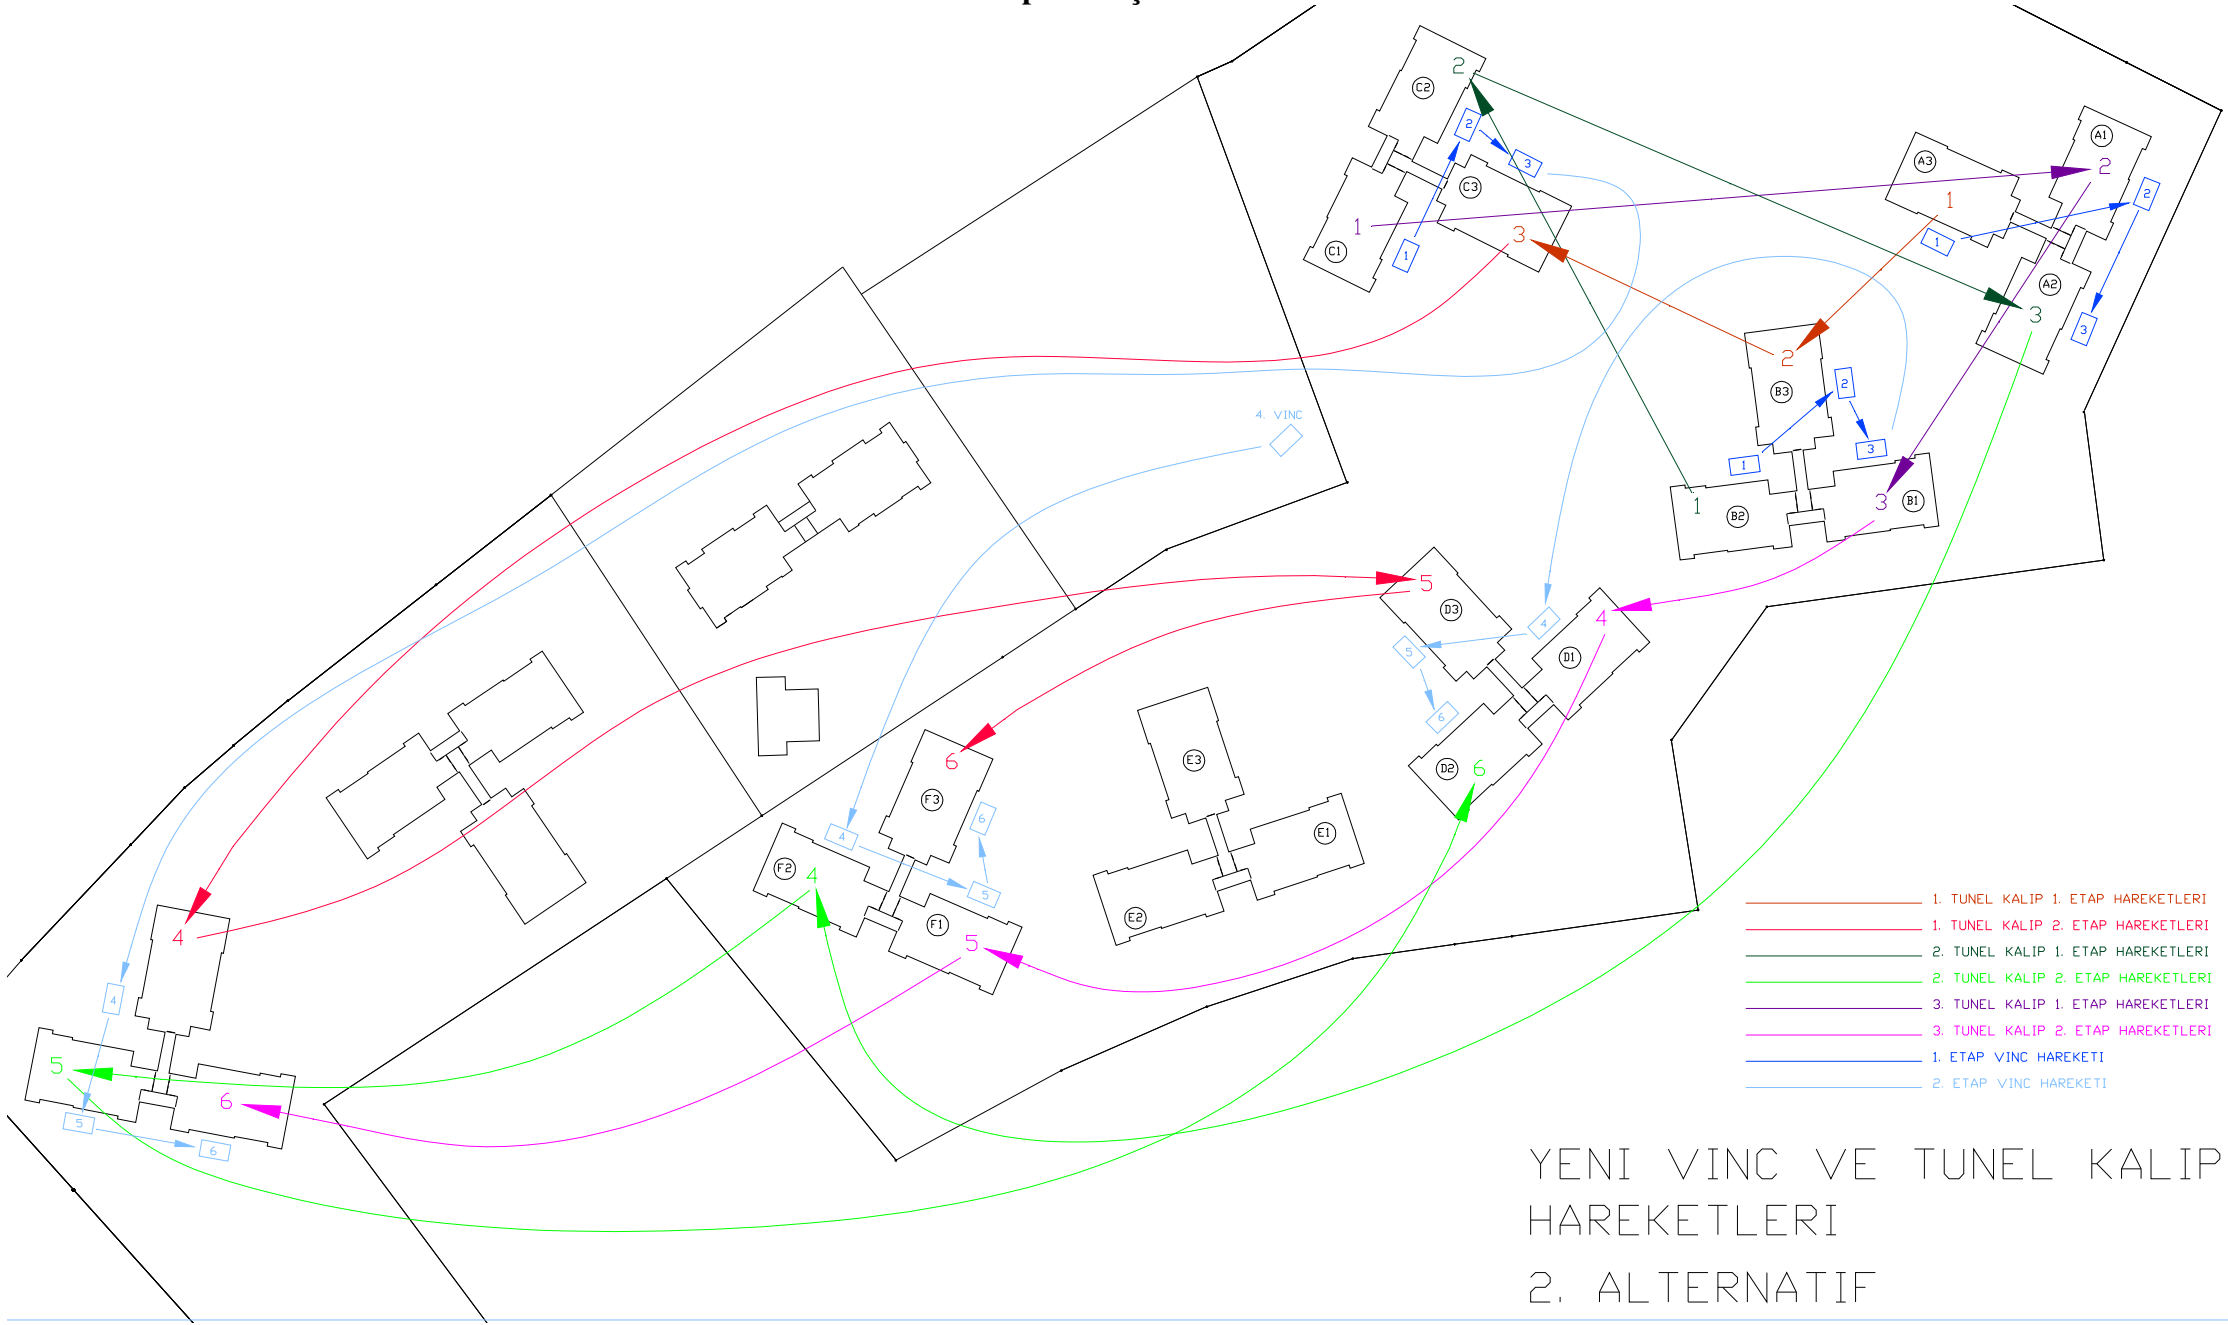 2
C2
2
3
C3
1
3
C1
1
A1
2
A3
1
2
1
A2
3
3
2
B3
2
3
1
1
B2
3
B1
4. VINC
5
D3
4
4
5
D1
6
D2
6
E3
E1
E2
6
F3
6
4
F2
4
5
F1
5
4
4
5
6
5
6
1. TUNEL KALIP 1. ETAP HAREKETLERI
1. TUNEL KALIP 2. ETAP HAREKETLERI
2. TUNEL KALIP 1. ETAP HAREKETLERI
2. TUNEL KALIP 2. ETAP HAREKETLERI
3. TUNEL KALIP 1. ETAP HAREKETLERI
3. TUNEL KALIP 2. ETAP HAREKETLERI
1. ETAP VINC HAREKETI
2. ETAP VINC HAREKETI
YENI VINC VE TUNEL KALIP
HAREKETLERI
2. ALTERNATIF